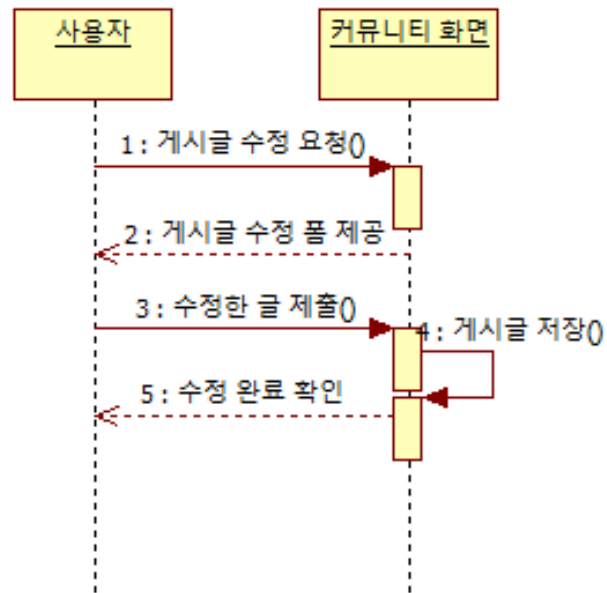 사용자
커뮤니티 화면
1 : 게시글 수정 요청()
2 : 게시글 수정 폼 제공
3 : 수정한 글 제출()
4 : 게시글 저장()
5 : 수정 완료 확인